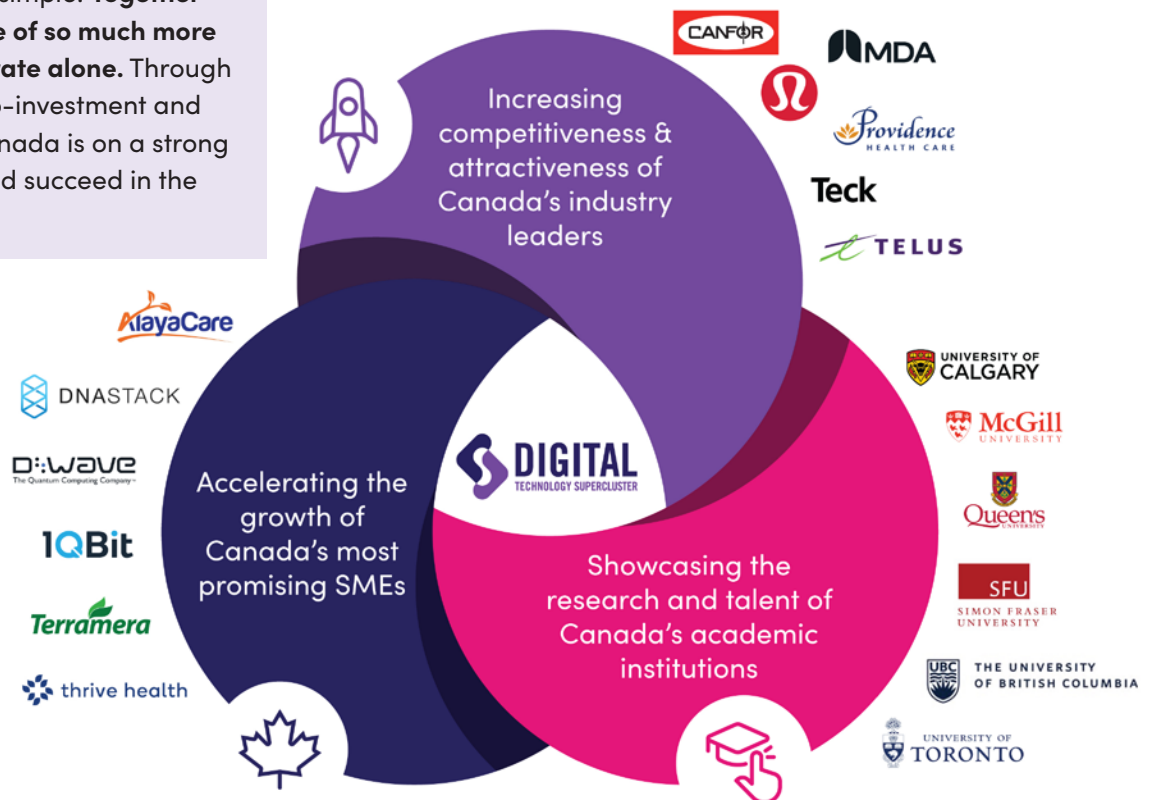 e of so much more
rate alone. Through
-investment and
nada is on a strong
d succeed in the
Increasing
competitiveness &
attractiveness of
Canada's industry
leaders
CANFOR
MDA
Providence
HEALTH CARE
Teck
TELUS
AlayaCare
DNASTACK
D:wave
The Quantum Computing Company™
1QBit
Terramera
thrive health
Accelerating the
growth of
Canada's most
promising SMEs
DIGITAL
TECHNOLOGY SUPERCLUSTER
Showcasing the
research and talent of
Canada's academic
institutions
UNIVERSITY OF
CALGARY
McGill
UNIVERSITY
Queen's
UNIVERSITY
SFU
SIMON FRASER
UNIVERSITY
UBC
THE UNIVERSITY
OF BRITISH COLUMBIA
UNIVERSITY OF
TORONTO